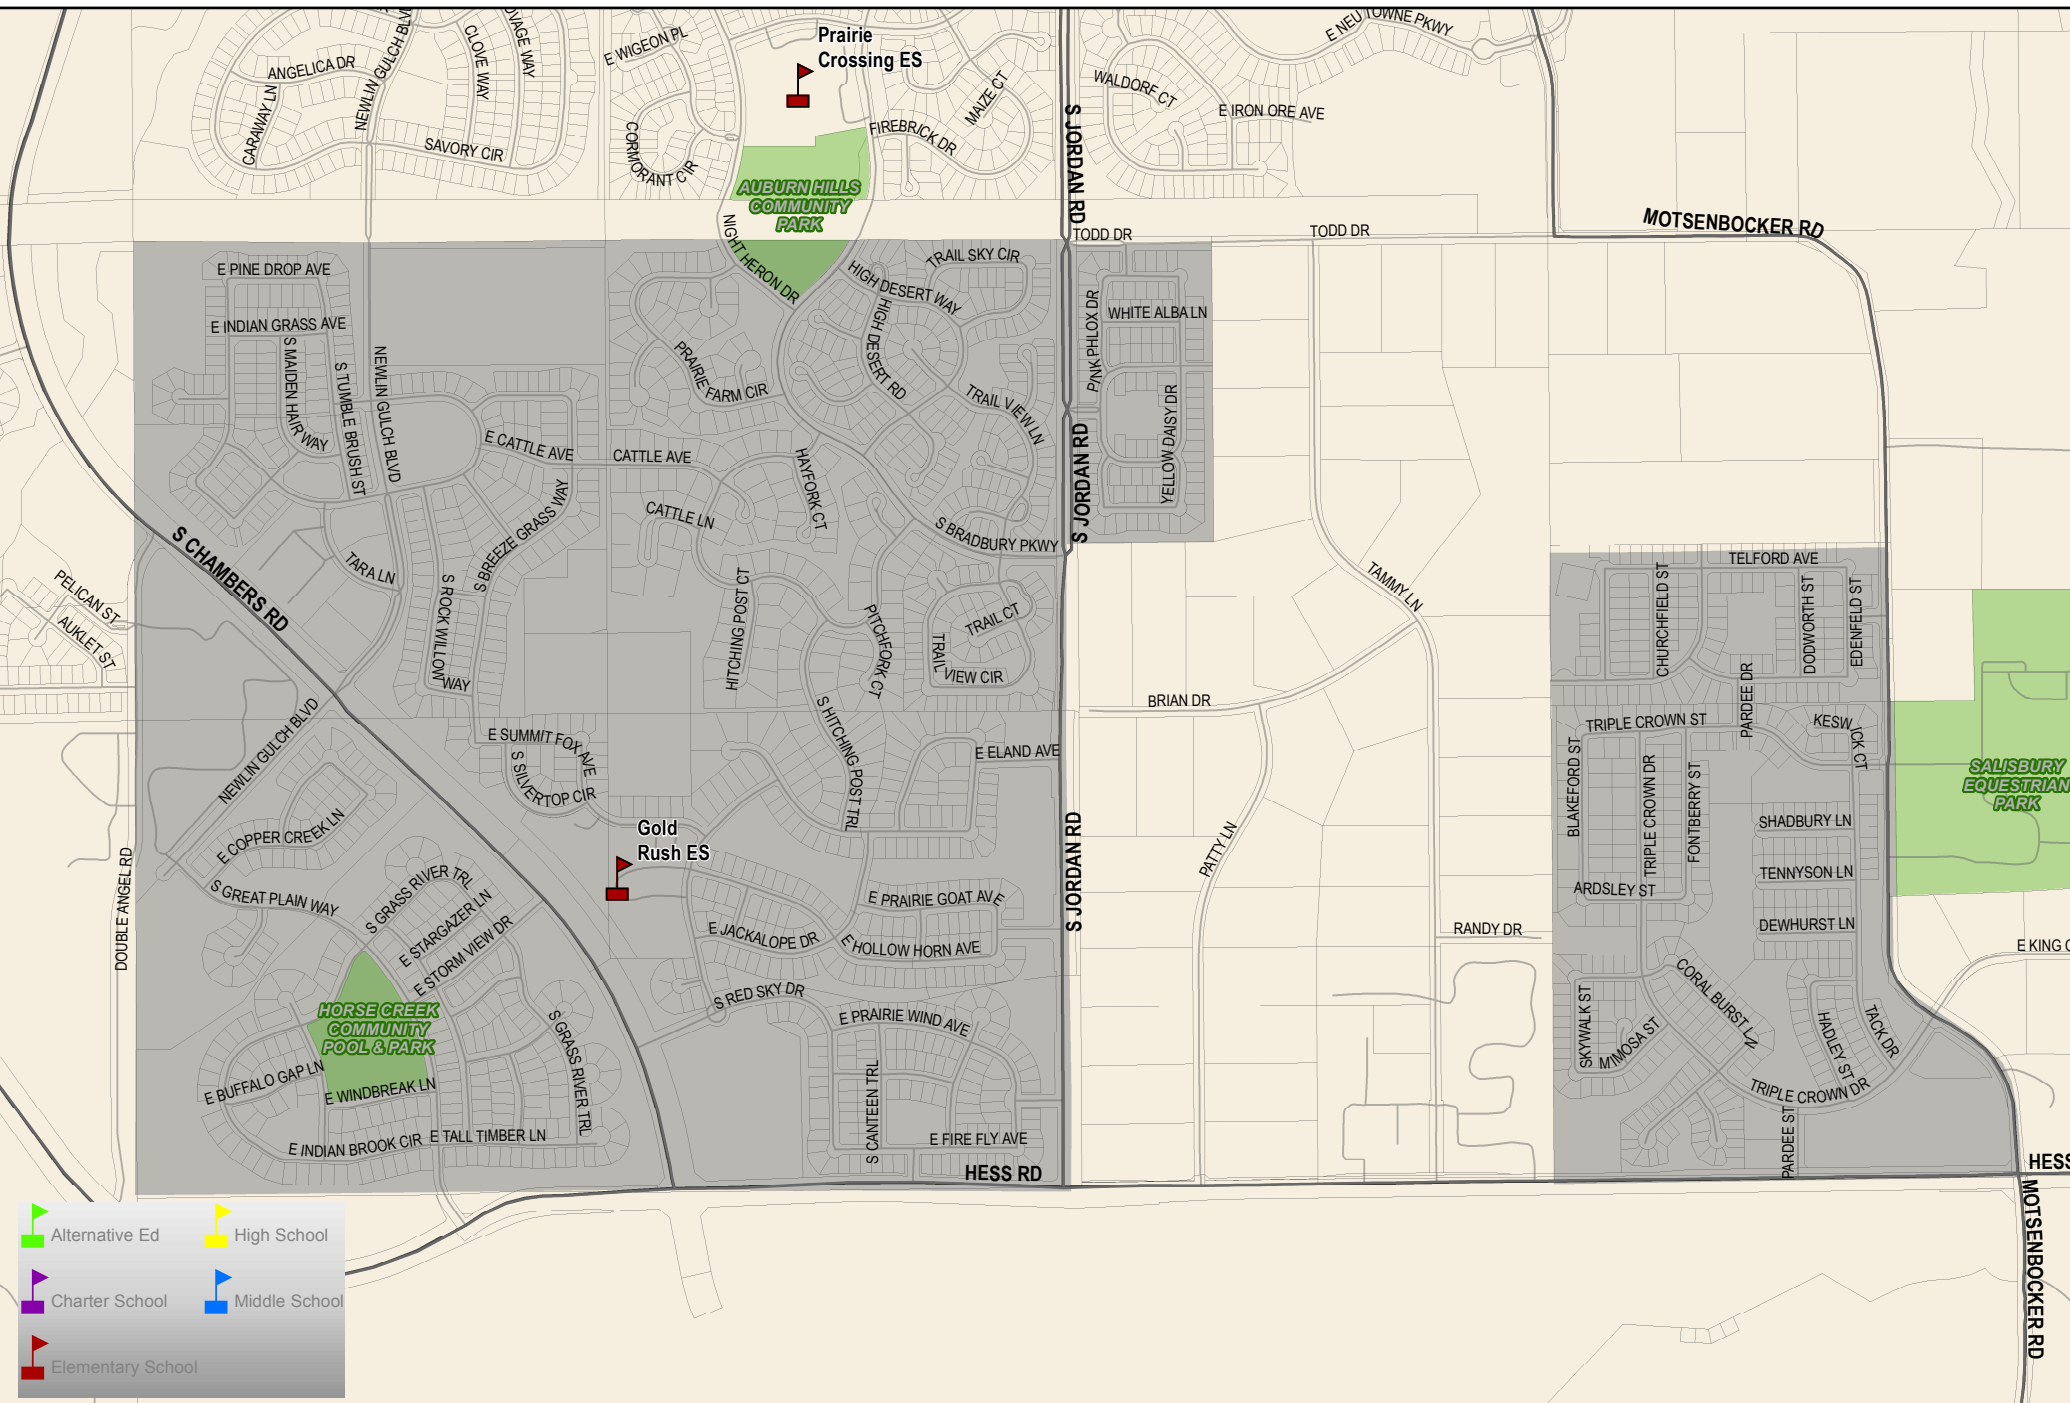 E NEU TOWNE PKWY
NEWLIN GULCH BLVD
OVAGE WAY
CLOVE WAY
E WIGEON PL
Prairie
Crossing ES
ANGELICA DR
CARAWAY LN
SAVORY CIR
CORMORANT CIR
FIREBRICK DR
MAIZE CT
WALDORF CT
E IRON ORE AVE
S JORDAN RD
AUBURN HILLS
COMMUNITY
PARK
NIGHT HERON DR
TODD DR
TODD DR
MOTSENBOCKER RD
E PINE DROP AVE
TRAIL SKY CIR
HIGH DESERT WAY
HIGH DESERT RD
PINK PHLOX DR
WHITE ALBA LN
E INDIAN GRASS AVE
S MAIDEN HAIR WAY
S TUMBLE BRUSH ST
NEWLIN GULCH BLVD
PRAIRIE FARM CIR
TRAIL VIEW LN
YELLOW DAISY DR
S JORDAN RD
E CATTLE AVE
CATTLE AVE
HAYFORK CT
CATTLE LN
S BRADBURY PKWY
S BREEZE GRASS WAY
S CHAMBERS RD
TARA LN
S ROCK WILLOW WAY
PELICAN ST
AUKLET ST
HITCHING POST CT
PITCHFORK CT
TRAIL CT
TRAIL VIEW CIR
TAMMY LN
TELFORD AVE
CHURCHFIELD ST
DODWORTH ST
EDENFELD ST
BRIAN DR
PARDEE DR
NEWLIN GULCH BLVD
E SUMMIT FOX AVE
S SILVERTOP CIR
S HITCHING POST TRL
E ELAND AVE
TRIPLE CROWN ST
KESWICK CT
BLAKEFORD ST
TRIPLE CROWN DR
FONTBERRY ST
SALISBURY
EQUESTRIAN
PARK
E COPPER CREEK LN
Gold
Rush ES
S JORDAN RD
PATTY LN
SHADBURY LN
TENNYSON LN
ARDSLEY ST
DEWHURST LN
DOUBLE ANGEL RD
S GREAT PLAIN WAY
S GRASS RIVER TRL
E STARGAZER LN
E STORM VIEW DR
E JACKALOPE DR
E PRAIRIE GOAT AVE
E HOLLOW HORN AVE
RANDY DR
E KING C
HORSE CREEK
COMMUNITY
POOL & PARK
S RED SKY DR
E PRAIRIE WIND AVE
CORAL BURST LN
SKYWALK ST
MIMOSA ST
HADLEY ST
TACK DR
S GRASS RIVER TRL
E BUFFALO GAP LN
E WINDBREAK LN
TRIPLE CROWN DR
S CANTEEN TRL
E FIRE FLY AVE
E INDIAN BROOK CIR
E TALL TIMBER LN
PARDEE ST
HESS RD
HESS
MOTSENBOCKER RD
Alternative Ed
High School
Charter School
Middle School
Elementary School